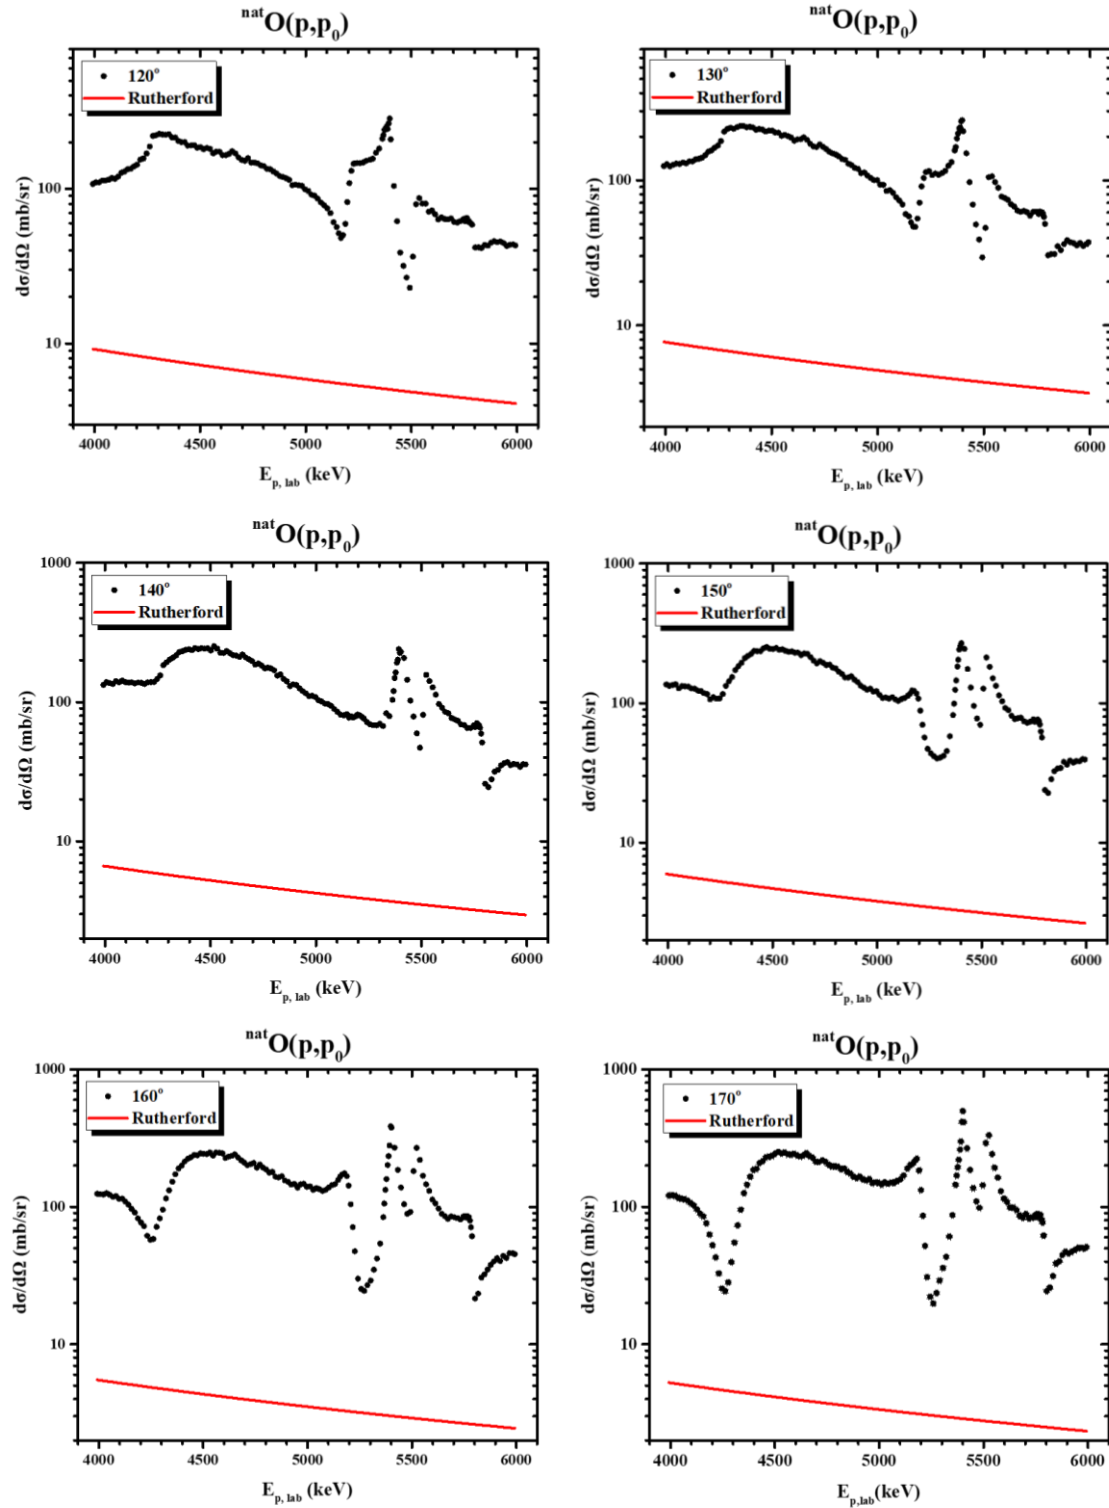 natO(p,p0)
120°
Rutherford
100
10
dσ/dΩ (mb/sr)
4000 4500 5000 5500 6000
Ep, lab (keV)
natO(p,p0)
130°
Rutherford
100
10
dσ/dΩ (mb/sr)
4000 4500 5000 5500 6000
Ep, lab (keV)
natO(p,p0)
140°
Rutherford
1000
100
10
dσ/dΩ (mb/sr)
4000 4500 5000 5500 6000
Ep, lab (keV)
natO(p,p0)
150°
Rutherford
1000
100
10
dσ/dΩ (mb/sr)
4000 4500 5000 5500 6000
Ep, lab (keV)
natO(p,p0)
160°
Rutherford
1000
100
10
dσ/dΩ (mb/sr)
4000 4500 5000 5500 6000
Ep, lab (keV)
natO(p,p0)
170°
Rutherford
1000
100
10
dσ/dΩ (mb/sr)
4000 4500 5000 5500 6000
Ep,lab(keV)